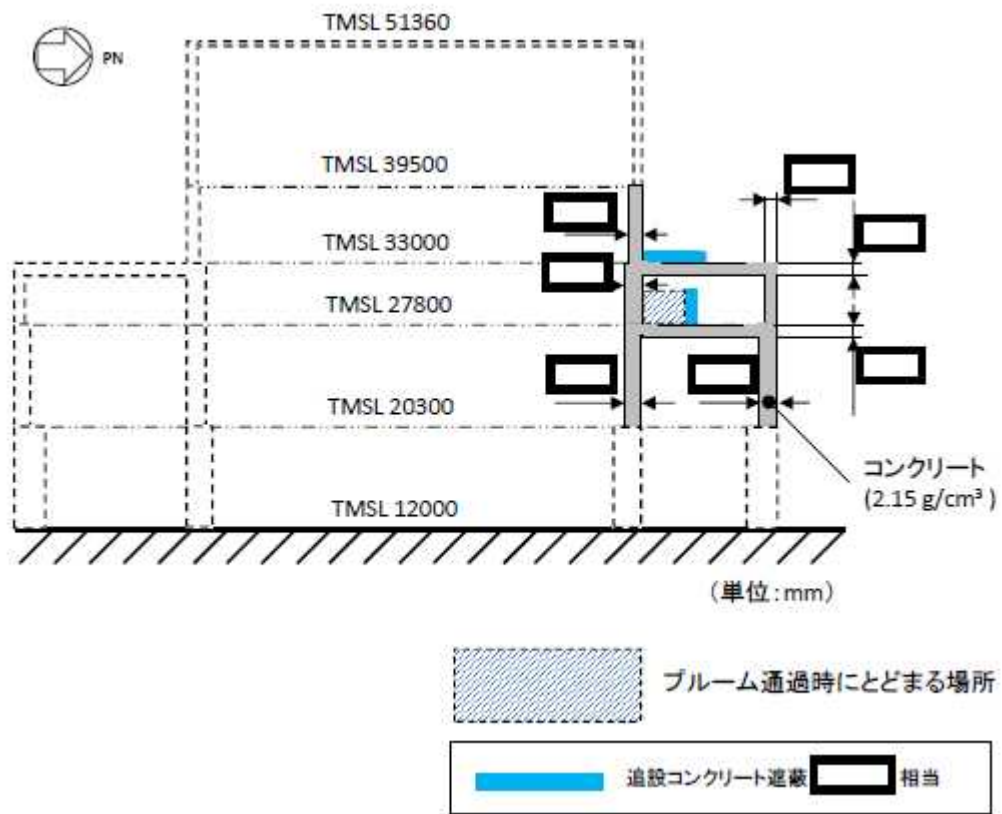 TMSL 51360
PN
TMSL 39500
TMSL 33000
TMSL 27800
TMSL 20300
コンクリート
(2.15 g/cm³ )
TMSL 12000
(単位:mm)
プルーム通過時にとどまる場所
追設コンクリート遮蔽 相当